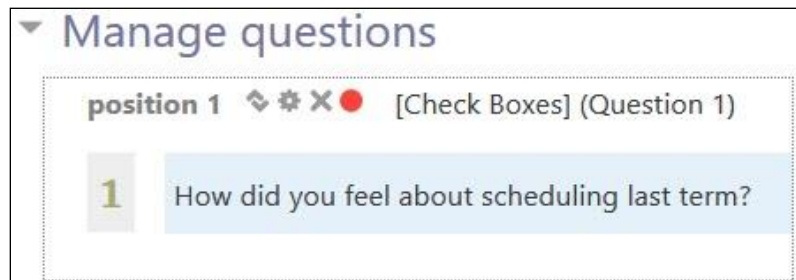 Manage questions
position 1 [Check Boxes] (Question 1)
1 How did you feel about scheduling last term?